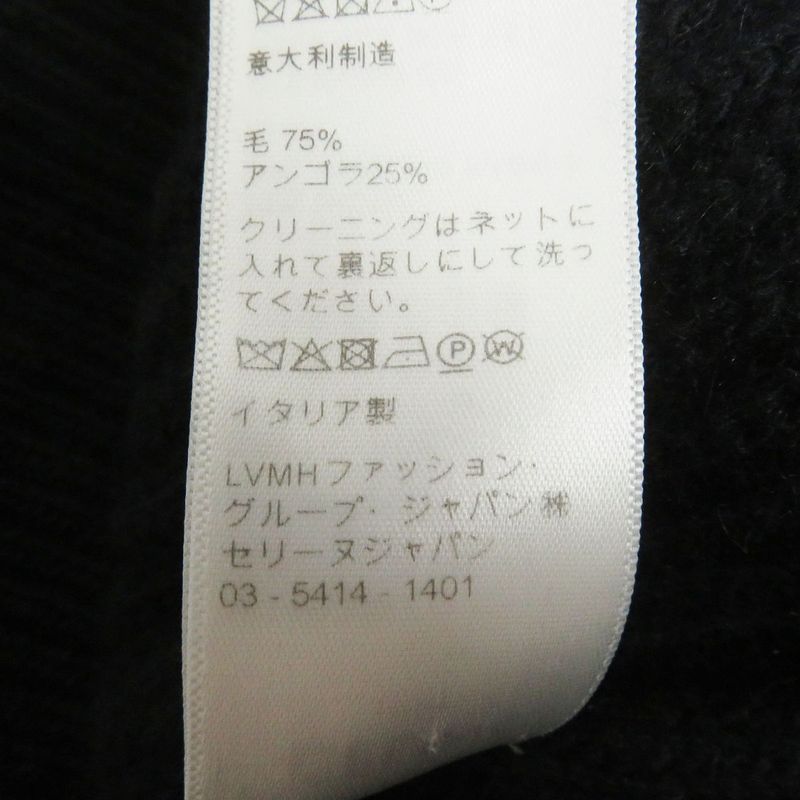 意大利制造
毛 75%
アンゴラ25%
クリーニングはネットに
入れて裏返しにして洗っ
てください。
P W
イタリア製
LVMHファッション・
グループ・ジャパン㈱
セリーヌジャパン
03 - 5414 - 1401